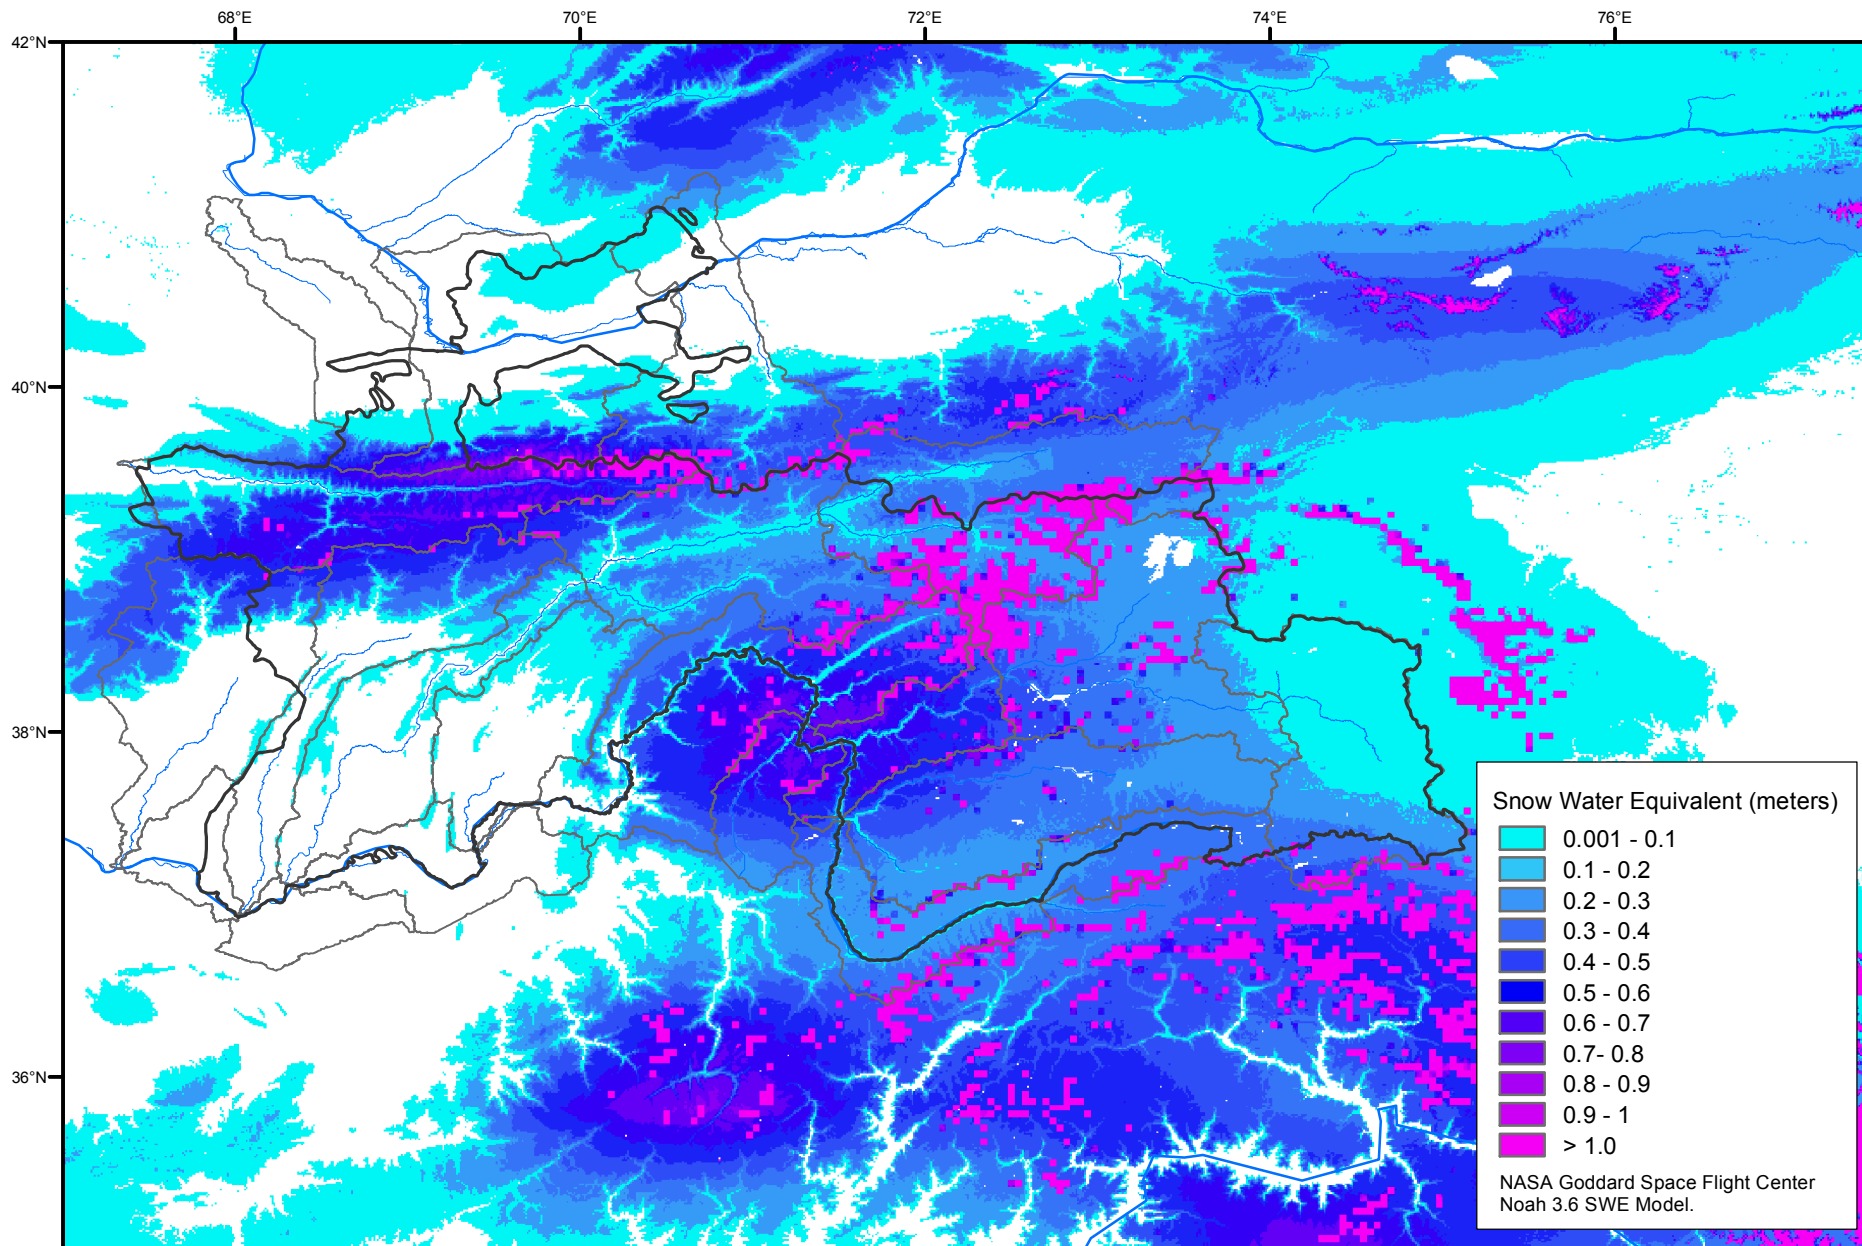 68°E 70°E 72°E 74°E 76°E
42°N
40°N
38°N
36°N
Snow Water Equivalent (meters)
0.001 - 0.1
0.1 - 0.2
0.2 - 0.3
0.3 - 0.4
0.4 - 0.5
0.5 - 0.6
0.6 - 0.7
0.7- 0.8
0.8 - 0.9
0.9 - 1
> 1.0
NASA Goddard Space Flight Center
Noah 3.6 SWE Model.